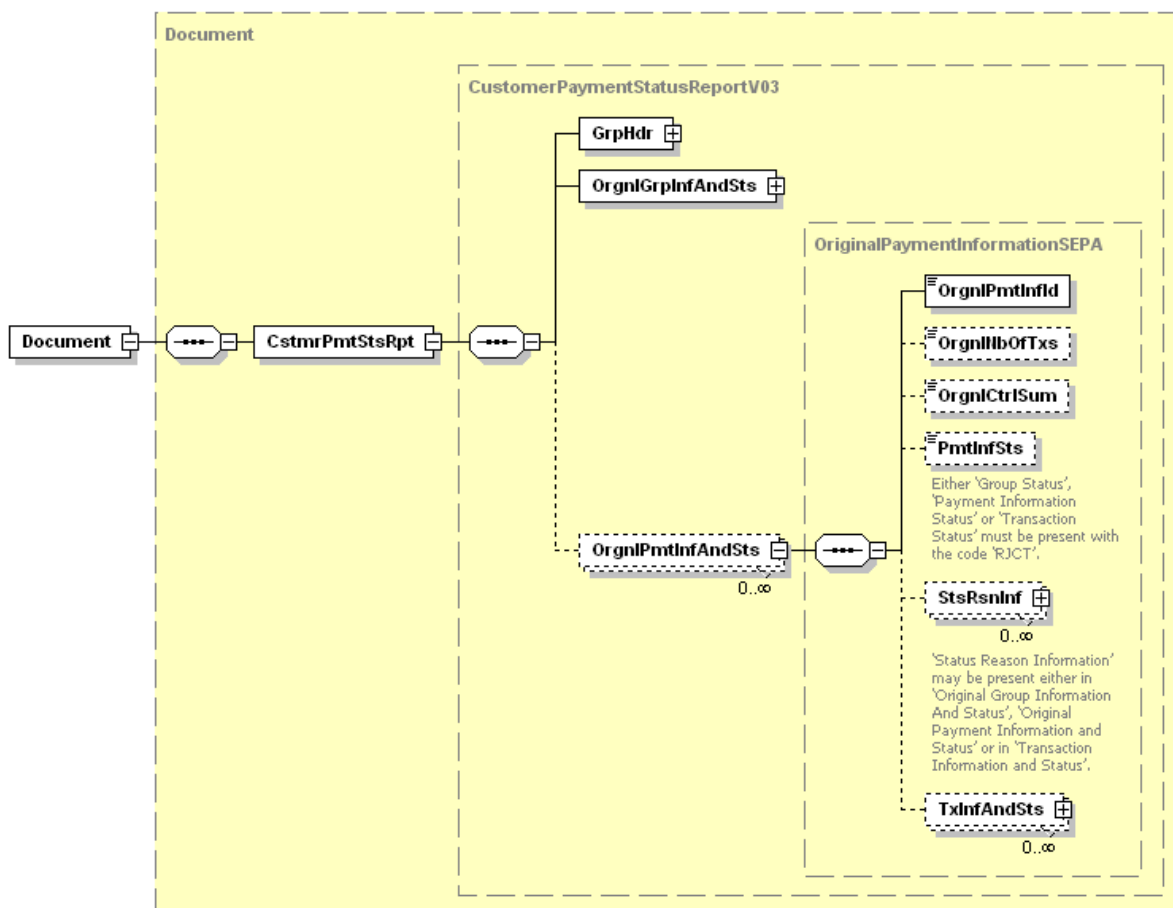 Document
CustomerPaymentStatusReportV03
GrpHdr
OrgnlGrpInfAndSts
OriginalPaymentInformationSEPA
OrgnlPmtInfId
Document
CstmrPmtStsRpt
OrgnlNbOfTxs
OrgnlCtrlSum
PmtInfSts
Either 'Group Status',
'Payment Information
Status' or 'Transaction
Status' must be present with
the code 'RJCT'.
OrgnlPmtInfAndSts
0..∞
StsRsnInf
0..∞
'Status Reason Information'
may be present either in
'Original Group Information
And Status', 'Original
Payment Information and
Status' or in 'Transaction
Information and Status'.
TxInfAndSts
0..∞